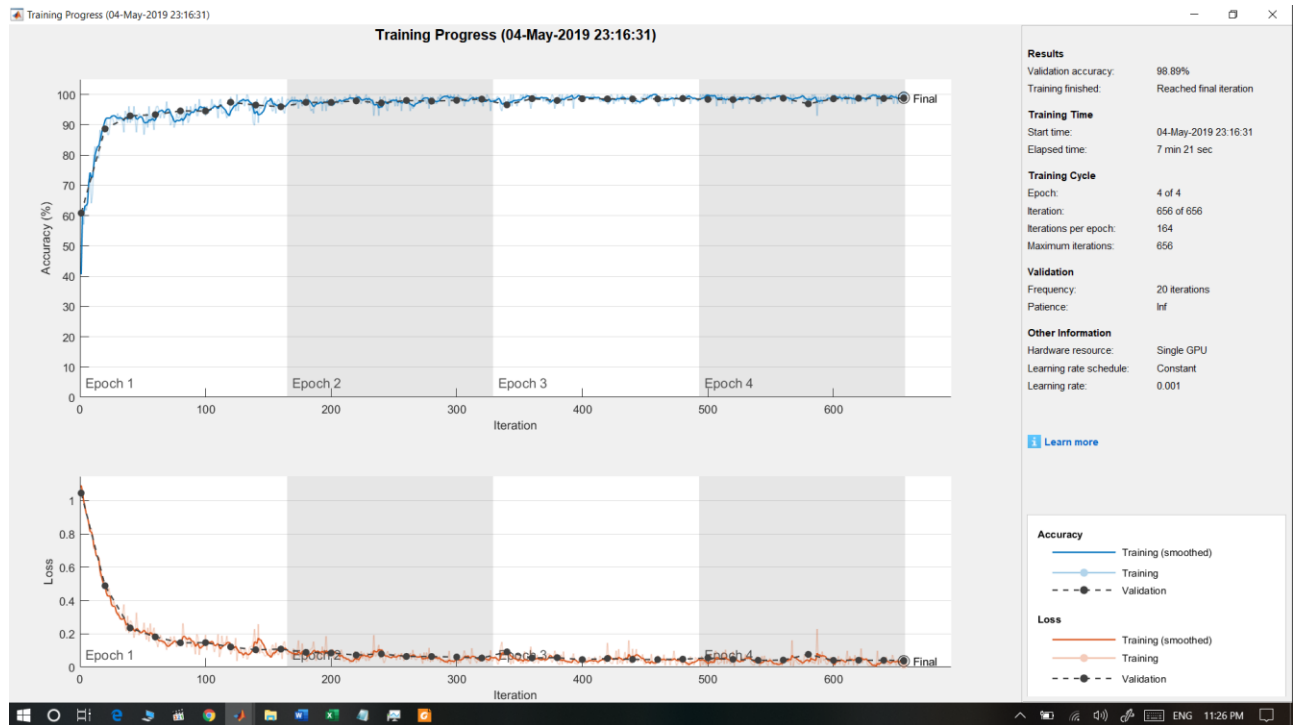 Training Progress (04-May-2019 23:16:31)
Training Progress (04-May-2019 23:16:31)
100
90
80
70
60
50
40
30
20
10
0
Accuracy (%)
Final
Epoch 1
Epoch 2
Epoch 3
Epoch 4
0
100
200
300
400
500
600
Iteration
1
0.8
0.6
0.4
0.2
0
Loss
Epoch 1
Epoch 2
Epoch 3
Epoch 4
Final
0
100
200
300
400
500
600
Iteration
Results
Validation accuracy: 98.89%
Training finished: Reached final iteration
Training Time
Start time: 04-May-2019 23:16:31
Elapsed time: 7 min 21 sec
Training Cycle
Epoch: 4 of 4
Iteration: 656 of 656
Iterations per epoch: 164
Maximum iterations: 656
Validation
Frequency: 20 iterations
Patience: Inf
Other Information
Hardware resource: Single GPU
Learning rate schedule: Constant
Learning rate: 0.001
i Learn more
Accuracy
Training (smoothed)
Training
Validation
Loss
Training (smoothed)
Training
Validation
ENG 11:26 PM